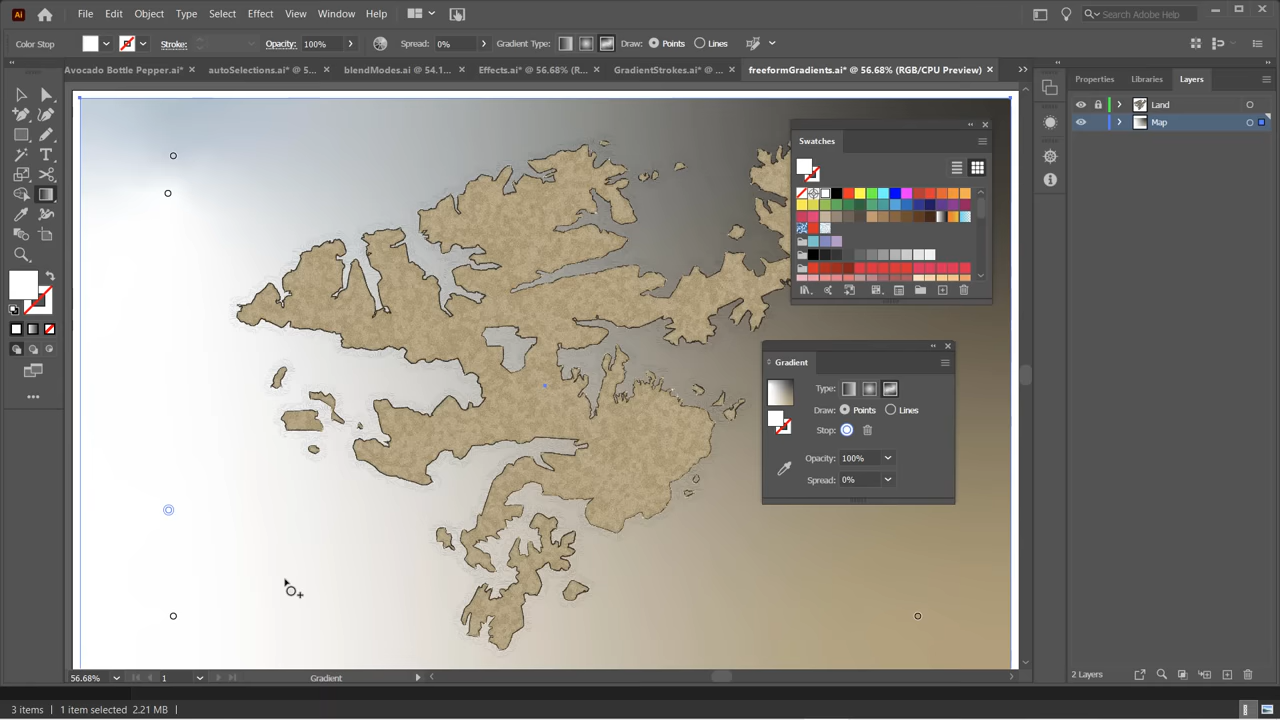 Ai File Edit Object Type Select Effect View Window Help Search Adobe Help
Color Stop Stroke: Opacity: 100% Spread: 0% Gradient Type: Draw: Points Lines
Avocado Bottle Pepper.ai* × autoSelections.ai* @ 5... × blendModes.ai @ 54.1... × Effects.ai* @ 56.68% (R... × GradientStrokes.ai* @ ... × freeformGradients.ai* @ 56.68% (RGB/CPU Preview) ×
Properties Libraries Layers
Land
Map
Swatches
Gradient
Type:
Draw: Points Lines
Stop:
Opacity: 100%
Spread: 0%
56.68% 1 Gradient
2 Layers
3 items 1 item selected 2.21 MB